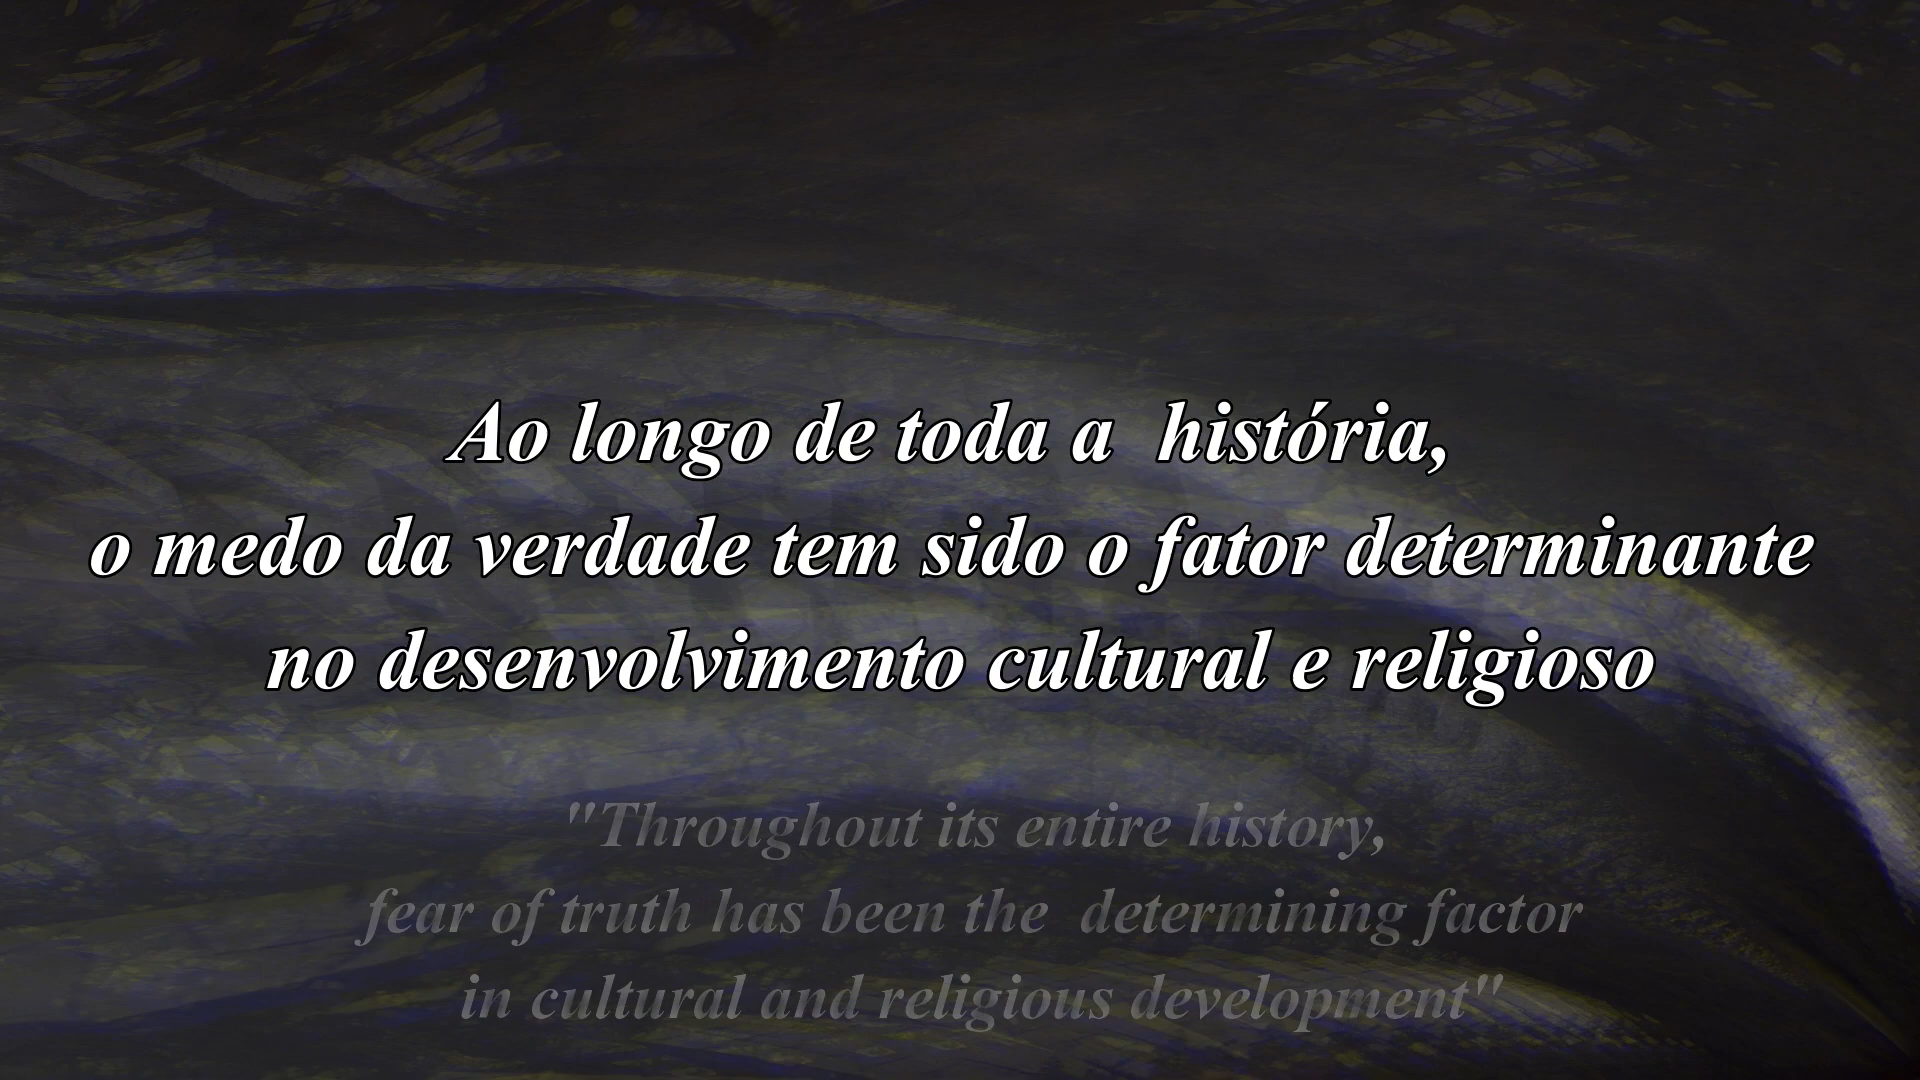 Ao longo de toda a  história,
o medo da verdade tem sido o fator determinante
no desenvolvimento cultural e religioso
"Throughout its entire history,
fear of truth has been the  determining factor
in cultural and religious development"